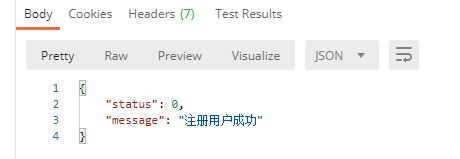 Body Cookies Headers (7) Test Results
Pretty Raw Preview Visualize JSON
1 {
2 "status": 0,
3 "message": "注册用户成功"
4 }